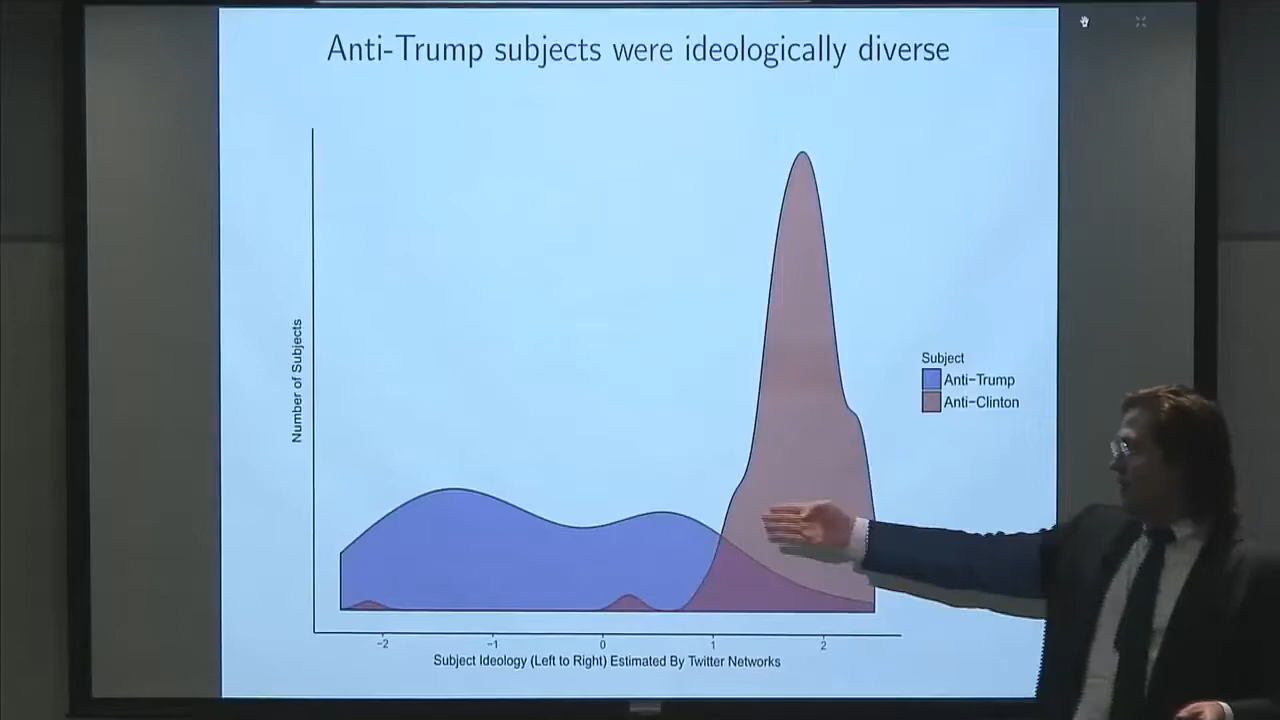 Anti-Trump subjects were ideologically diverse
Number of Subjects
Subject
Anti−Trump
Anti−Clinton
−2 −1 0 1 2
Subject Ideology (Left to Right) Estimated By Twitter Networks